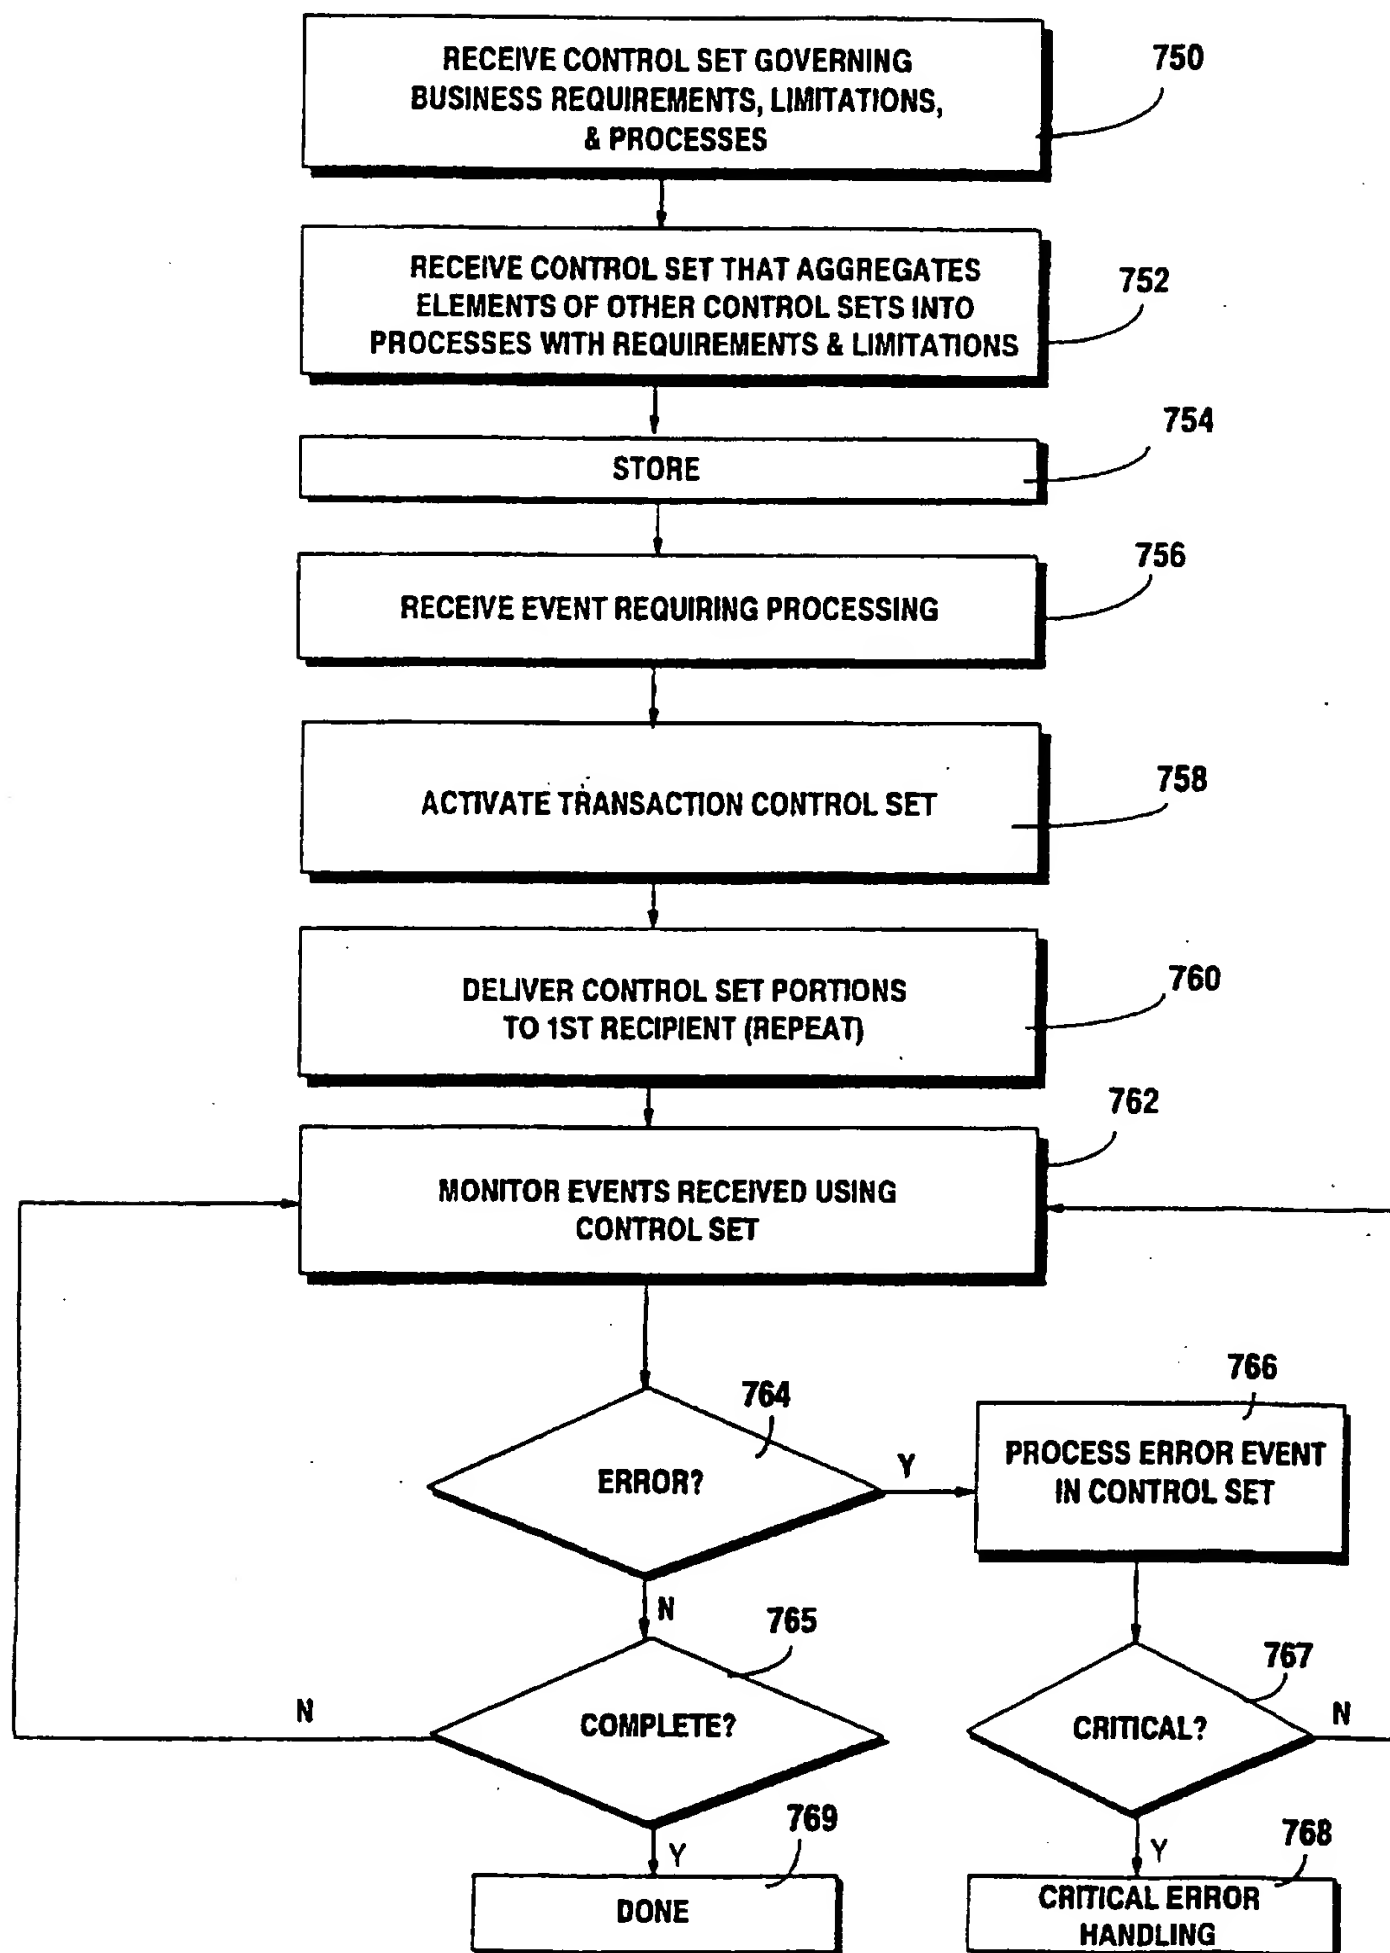 RECEIVE CONTROL SET GOVERNING
BUSINESS REQUIREMENTS, LIMITATIONS,
& PROCESSES
750
RECEIVE CONTROL SET THAT AGGREGATES
ELEMENTS OF OTHER CONTROL SETS INTO
PROCESSES WITH REQUIREMENTS & LIMITATIONS
752
STORE
754
RECEIVE EVENT REQUIRING PROCESSING
756
ACTIVATE TRANSACTION CONTROL SET
758
DELIVER CONTROL SET PORTIONS
TO 1ST RECIPIENT (REPEAT)
760
MONITOR EVENTS RECEIVED USING
CONTROL SET
762
ERROR?
764
Y
N
PROCESS ERROR EVENT
IN CONTROL SET
766
COMPLETE?
765
N
Y
CRITICAL?
767
N
Y
DONE
769
CRITICAL ERROR
HANDLING
768